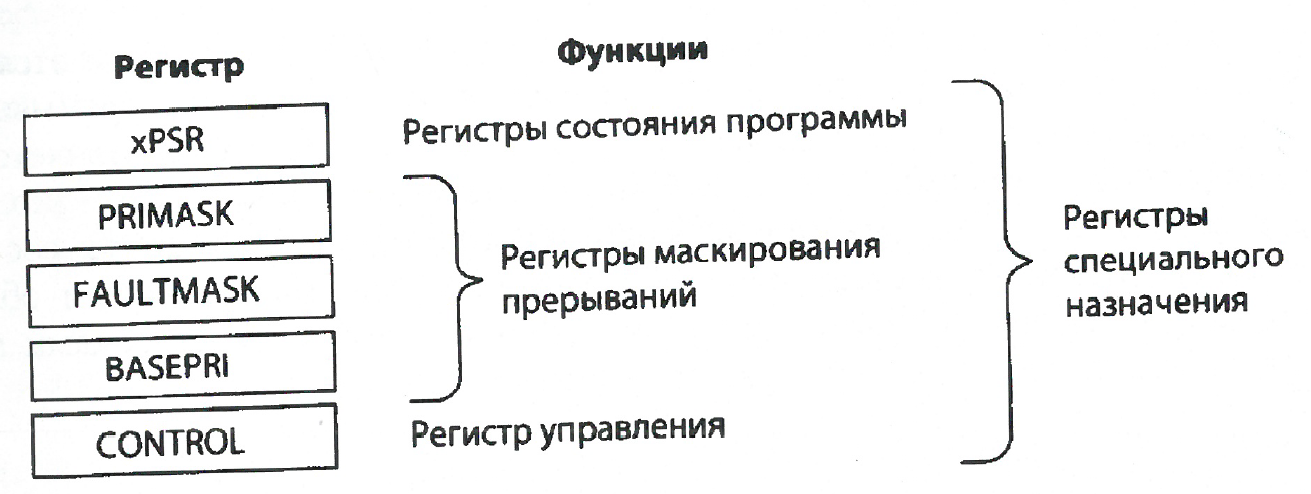 Регистр
Функции
xPSR
Регистры состояния программы
PRIMASK
FAULTMASK
BASEPRI
Регистры маскирования
прерываний
CONTROL
Регистр управления
Регистры
специального
назначения